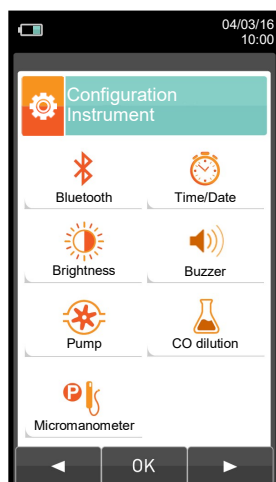 04/03/16
10:00
Configuration
Instrument
Bluetooth
Time/Date
Brightness
Buzzer
Pump
CO dilution
P
Micromanometer
OK